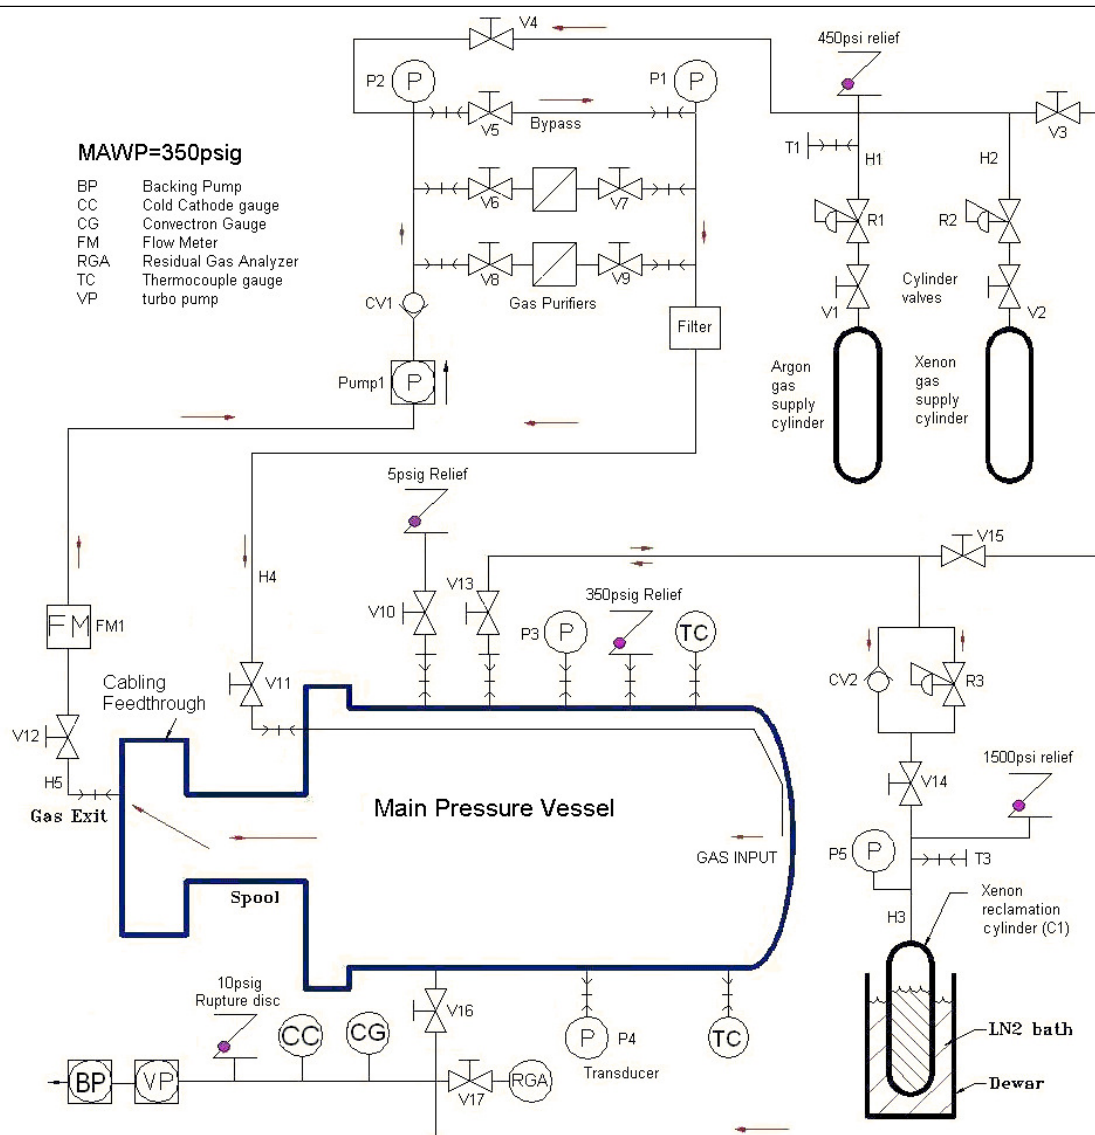 V4
450psi relief
P2
P
P1
P
V5
Bypass
V3
T1
H1
H2
MAWP=350psig
BP Backing Pump
CC Cold Cathode gauge
CG Convectron Gauge
FM Flow Meter
RGA Residual Gas Analyzer
TC Thermocouple gauge
VP turbo pump
V6
V7
R1
R2
V8
V9
Gas Purifiers
CV1
Cylinder
valves
V1
V2
Filter
Pump1
P
Argon
gas
supply
cylinder
Xenon
gas
supply
cylinder
5psig Relief
V15
H4
V13
V10
350psig Relief
P3
P
TC
FM
FM1
Cabling
Feedthrough
V11
CV2
R3
V12
H5
Gas Exit
Main Pressure Vessel
V14
1500psi relief
GAS INPUT
P5
P
T3
Spool
H3
Xenon
reclamation
cylinder (C1)
10psig
Rupture disc
V16
CC
CG
P
P4
Transducer
TC
LN2 bath
Dewar
BP
VP
V17
RGA